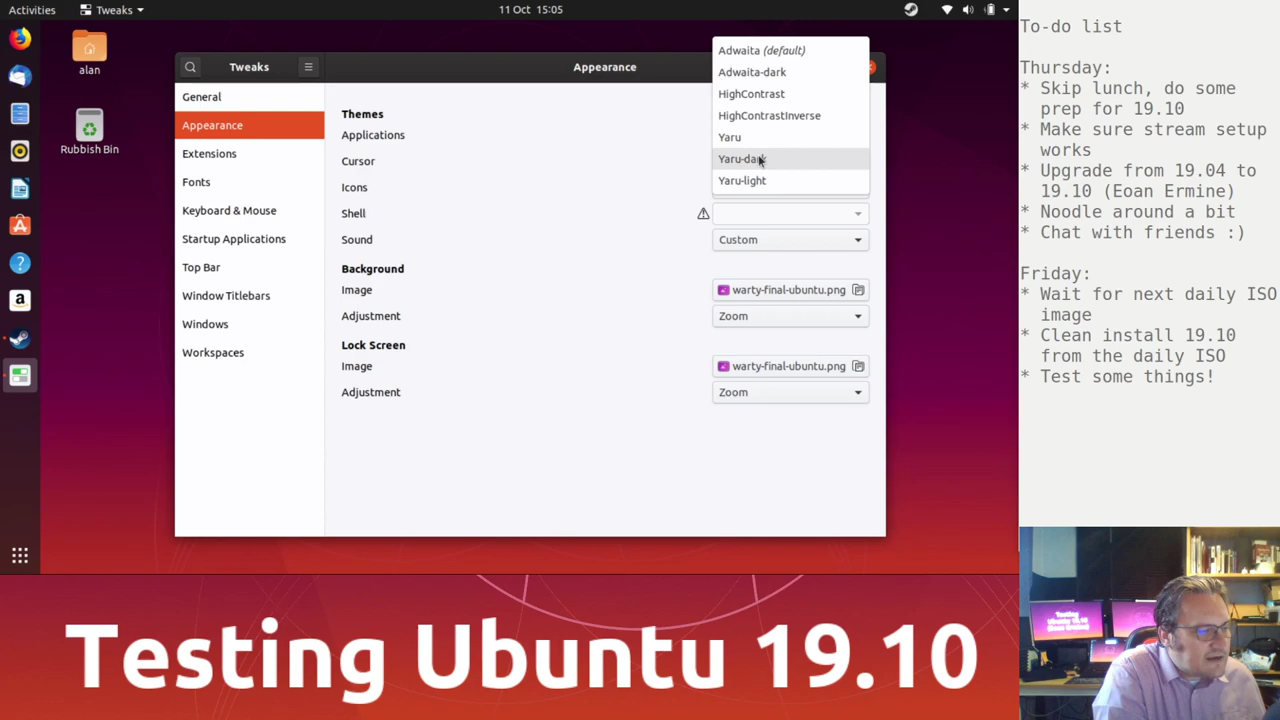 Activities
Tweaks
11 Oct 15:05
alan
Rubbish Bin
Tweaks
Appearance
General
Appearance
Extensions
Fonts
Keyboard & Mouse
Startup Applications
Top Bar
Window Titlebars
Windows
Workspaces
Themes
Applications
Cursor
Icons
Shell
Sound
Custom
Background
Image
warty-final-ubuntu.png
Adjustment
Zoom
Lock Screen
Image
warty-final-ubuntu.png
Adjustment
Zoom
Adwaita (default)
Adwaita-dark
HighContrast
HighContrastInverse
Yaru
Yaru-dark
Yaru-light
To-do list
Thursday:
* Skip lunch, do some
prep for 19.10
* Make sure stream setup
works
* Upgrade from 19.04 to
19.10 (Eoan Ermine)
* Noodle around a bit
* Chat with friends :)
Friday:
* Wait for next daily ISO
image
* Clean install 19.10
from the daily ISO
* Test some things!
Testing Ubuntu 19.10